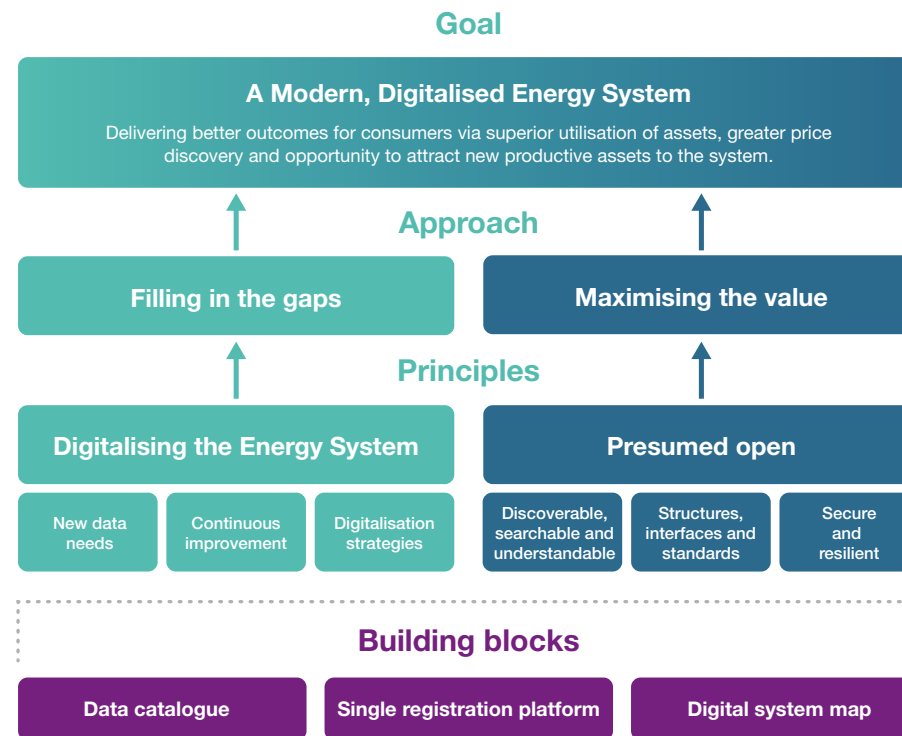 Goal
A Modern, Digitalised Energy System
Delivering better outcomes for consumers via superior utilisation of assets, greater price
discovery and opportunity to attract new productive assets to the system.
Approach
Filling in the gaps
Maximising the value
Principles
Digitalising the Energy System
Presumed open
New data
needs
Continuous
improvement
Digitalisation
strategies
Discoverable,
searchable and
understandable
Structures,
interfaces and
standards
Secure
and
resilient
Building blocks
Data catalogue
Single registration platform
Digital system map